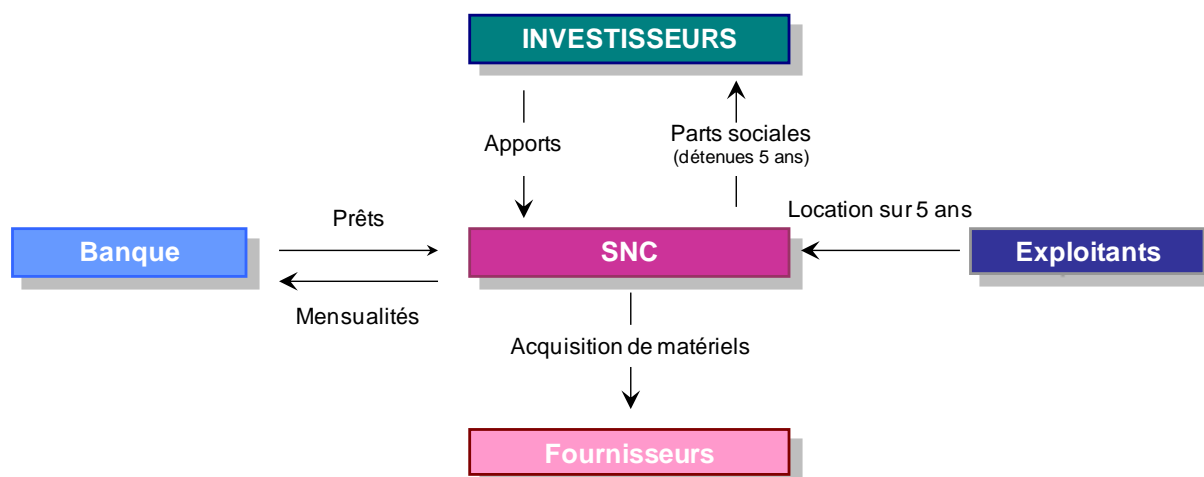 INVESTISSEURS
Apports
Parts sociales
(détenues 5 ans)
Location sur 5 ans
Prêts
Banque
SNC
Exploitants
Mensualités
Acquisition de matériels
Fournisseurs